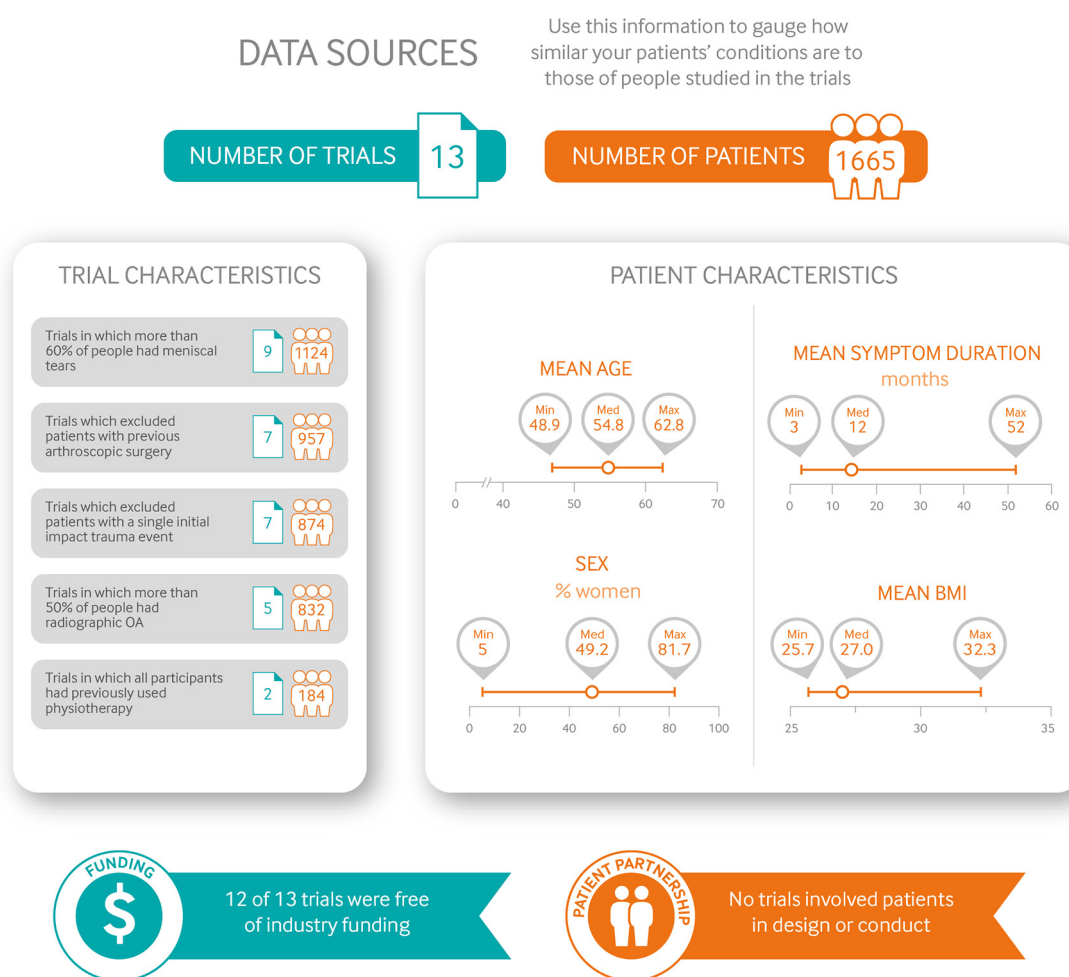 DATA SOURCES
Use this information to gauge how
similar your patients’ conditions are to
those of people studied in the trials
NUMBER OF TRIALS 13
NUMBER OF PATIENTS 1665
TRIAL CHARACTERISTICS
Trials in which more than
60% of people had meniscal
tears
9 1124
Trials which excluded
patients with previous
arthroscopic surgery
7 957
Trials which excluded
patients with a single initial
impact trauma event
7 874
Trials in which more than
50% of people had
radiographic OA
5 832
Trials in which all participants
had previously used
physiotherapy
2 184
PATIENT CHARACTERISTICS
MEAN AGE
Min Med Max
48.9 54.8 62.8
0 // 40 50 60 70
MEAN SYMPTOM DURATION
months
Min Med Max
3 12 52
0 10 20 30 40 50 60
SEX
% women
Min Med Max
5 49.2 81.7
0 20 40 60 80 100
MEAN BMI
Min Med Max
25.7 27.0 32.3
25 30 35
FUNDING
$
12 of 13 trials were free
of industry funding
PATIENT PARTNERSHIP
No trials involved patients
in design or conduct